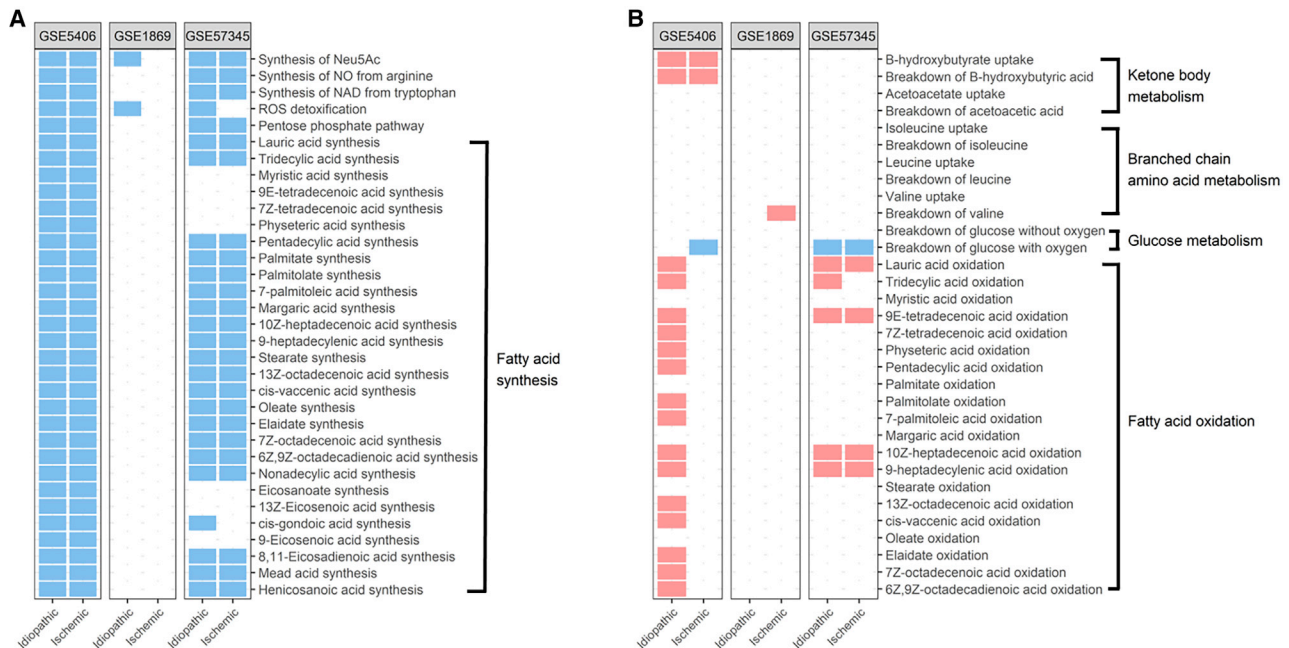 A
GSE5406 GSE1869 GSE57345
Synthesis of Neu5Ac
Synthesis of NO from arginine
Synthesis of NAD from tryptophan
ROS detoxification
Pentose phosphate pathway
Lauric acid synthesis
Tridecylic acid synthesis
Myristic acid synthesis
9E-tetradecenoic acid synthesis
7Z-tetradecenoic acid synthesis
Physeteric acid synthesis
Pentadecylic acid synthesis
Palmitate synthesis
Palmitolate synthesis
7-palmitoleic acid synthesis
Margaric acid synthesis
10Z-heptadecenoic acid synthesis
9-heptadecylenic acid synthesis
Stearate synthesis
13Z-octadecenoic acid synthesis
cis-vaccenic acid synthesis
Oleate synthesis
Elaidate synthesis
7Z-octadecenoic acid synthesis
6Z,9Z-octadecadienoic acid synthesis
Nonadecylic acid synthesis
Eicosanoate synthesis
13Z-Eicosenoic acid synthesis
cis-gondoic acid synthesis
9-Eicosenoic acid synthesis
8,11-Eicosadienoic acid synthesis
Mead acid synthesis
Henicosanoic acid synthesis
Fatty acid
synthesis
Idiopathic Ischemic Idiopathic Ischemic Idiopathic Ischemic
B
GSE5406 GSE1869 GSE57345
B-hydroxybutyrate uptake
Breakdown of B-hydroxybutyric acid
Acetoacetate uptake
Breakdown of acetoacetic acid
Isoleucine uptake
Breakdown of isoleucine
Leucine uptake
Breakdown of leucine
Valine uptake
Breakdown of valine
Breakdown of glucose without oxygen
Breakdown of glucose with oxygen
Lauric acid oxidation
Tridecylic acid oxidation
Myristic acid oxidation
9E-tetradecenoic acid oxidation
7Z-tetradecenoic acid oxidation
Physeteric acid oxidation
Pentadecylic acid oxidation
Palmitate oxidation
Palmitolate oxidation
7-palmitoleic acid oxidation
Margaric acid oxidation
10Z-heptadecenoic acid oxidation
9-heptadecylenic acid oxidation
Stearate oxidation
13Z-octadecenoic acid oxidation
cis-vaccenic acid oxidation
Oleate oxidation
Elaidate oxidation
7Z-octadecenoic acid oxidation
6Z,9Z-octadecadienoic acid oxidation
Ketone body
metabolism
Branched chain
amino acid metabolism
Glucose metabolism
Fatty acid oxidation
Idiopathic Ischemic Idiopathic Ischemic Idiopathic Ischemic